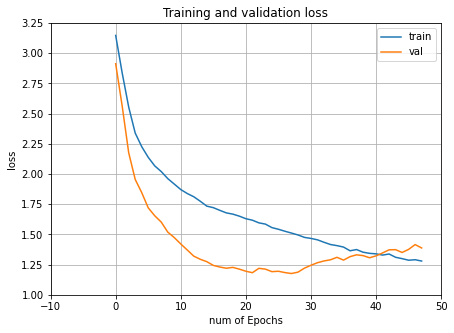 Training and validation loss
3.25
3.00
2.75
2.50
2.25
2.00
1.75
1.50
1.25
1.00
loss
train
val
−10 0 10 20 30 40 50
num of Epochs